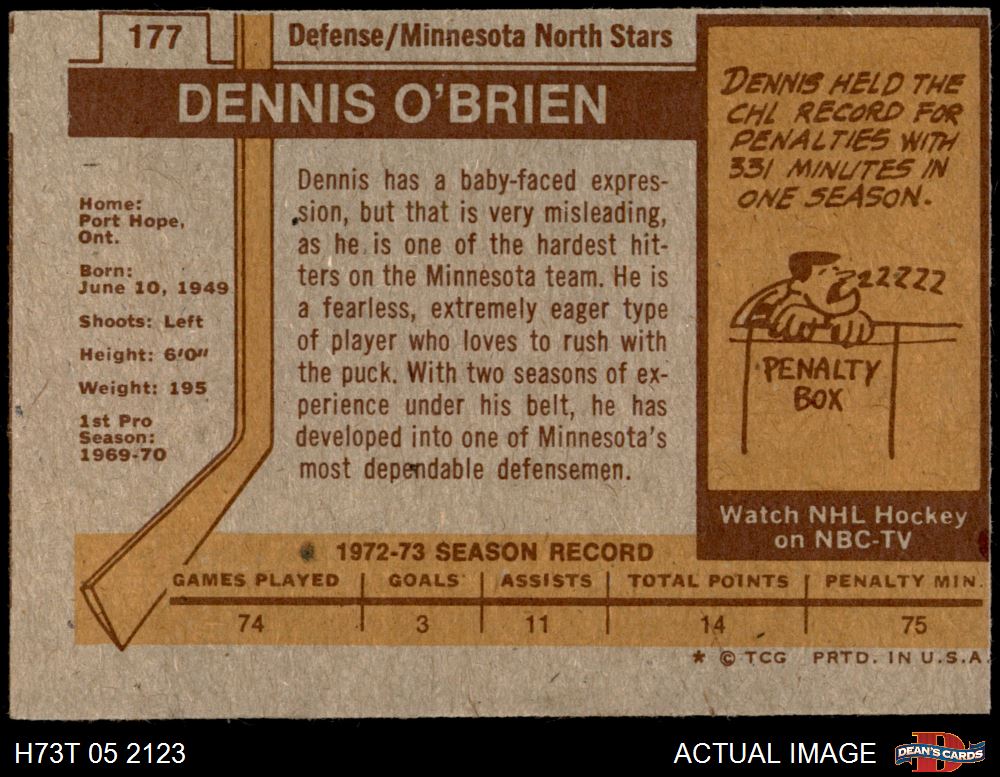 177
Defense/Minnesota North Stars
DENNIS O'BRIEN
Home:
Port Hope,
Ont.
Born:
June 10, 1949
Shoots: Left
Height: 6'0"
Weight: 195
1st Pro
Season:
1969-70
Dennis has a baby-faced expres-
sion, but that is very misleading,
as he is one of the hardest hit-
ters on the Minnesota team. He is
a fearless, extremely eager type
of player who loves to rush with
the puck. With two seasons of ex-
perience under his belt, he has
developed into one of Minnesota's
most dependable defensemen.
DENNIS HELD THE
CHL RECORD FOR
PENALTIES WITH
331 MINUTES IN
ONE SEASON.
ZZZZZZ
PENALTY
BOX
Watch NHL Hockey
on NBC-TV
1972-73 SEASON RECORD
GAMES PLAYED GOALS ASSISTS TOTAL POINTS PENALTY MIN.
74 3 11 14 75
* © TCG PRTD. IN U.S.A.
H73T 05 2123
ACTUAL IMAGE
D
DEAN'S CARDS